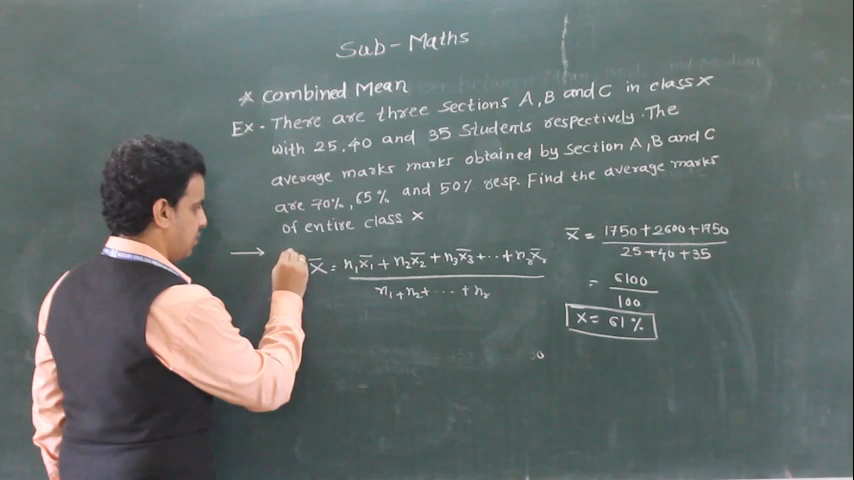 Sub - Maths
* Combined Mean
Ex - There are three sections A, B and C in class X
with 25, 40 and 35 Students respectively. The
average marks marks obtained by section A, B and C
are 70%, 65% and 50% resp. Find the average marks
of entire class X
→ X̄ = n₁x̄₁ + n₂x̄₂ + n₃x̄₃ + ... + nᵣx̄ᵣ
n₁ + n₂ + ... + nᵣ
x̄ = 1750 + 2600 + 1750
25 + 40 + 35
= 6100
100
x = 61%